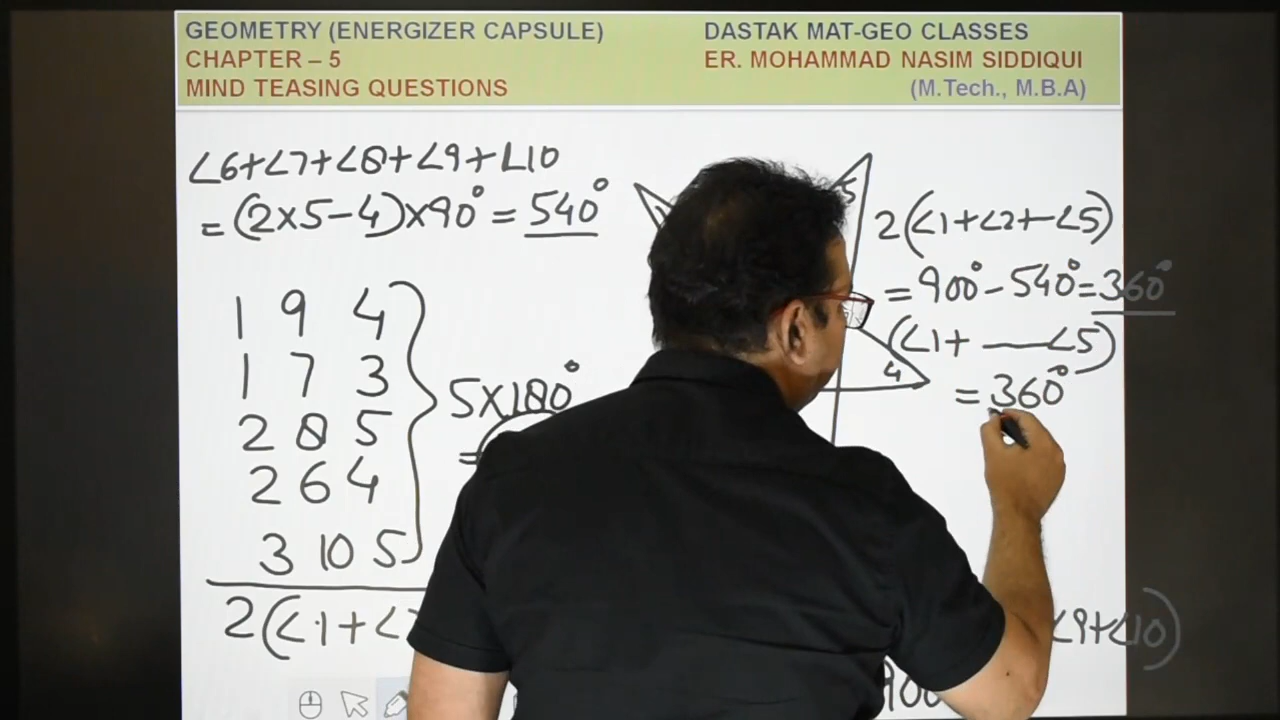 GEOMETRY (ENERGIZER CAPSULE)
CHAPTER – 5
MIND TEASING QUESTIONS
DASTAK MAT-GEO CLASSES
ER. MOHAMMAD NASIM SIDDIQUI
(M.Tech., M.B.A)
∠6+∠7+∠8+∠9+∠10
= (2×5-4)×90° = 540°
1 9 4
1 7 3
2 8 5
2 6 4
3 10 5
5×180°
=
2(∠1+∠
5
4
2(∠1+∠2+—∠5)
= 900° - 540° = 360°
(∠1+ —∠5)
= 360°
∠9+∠10)
900